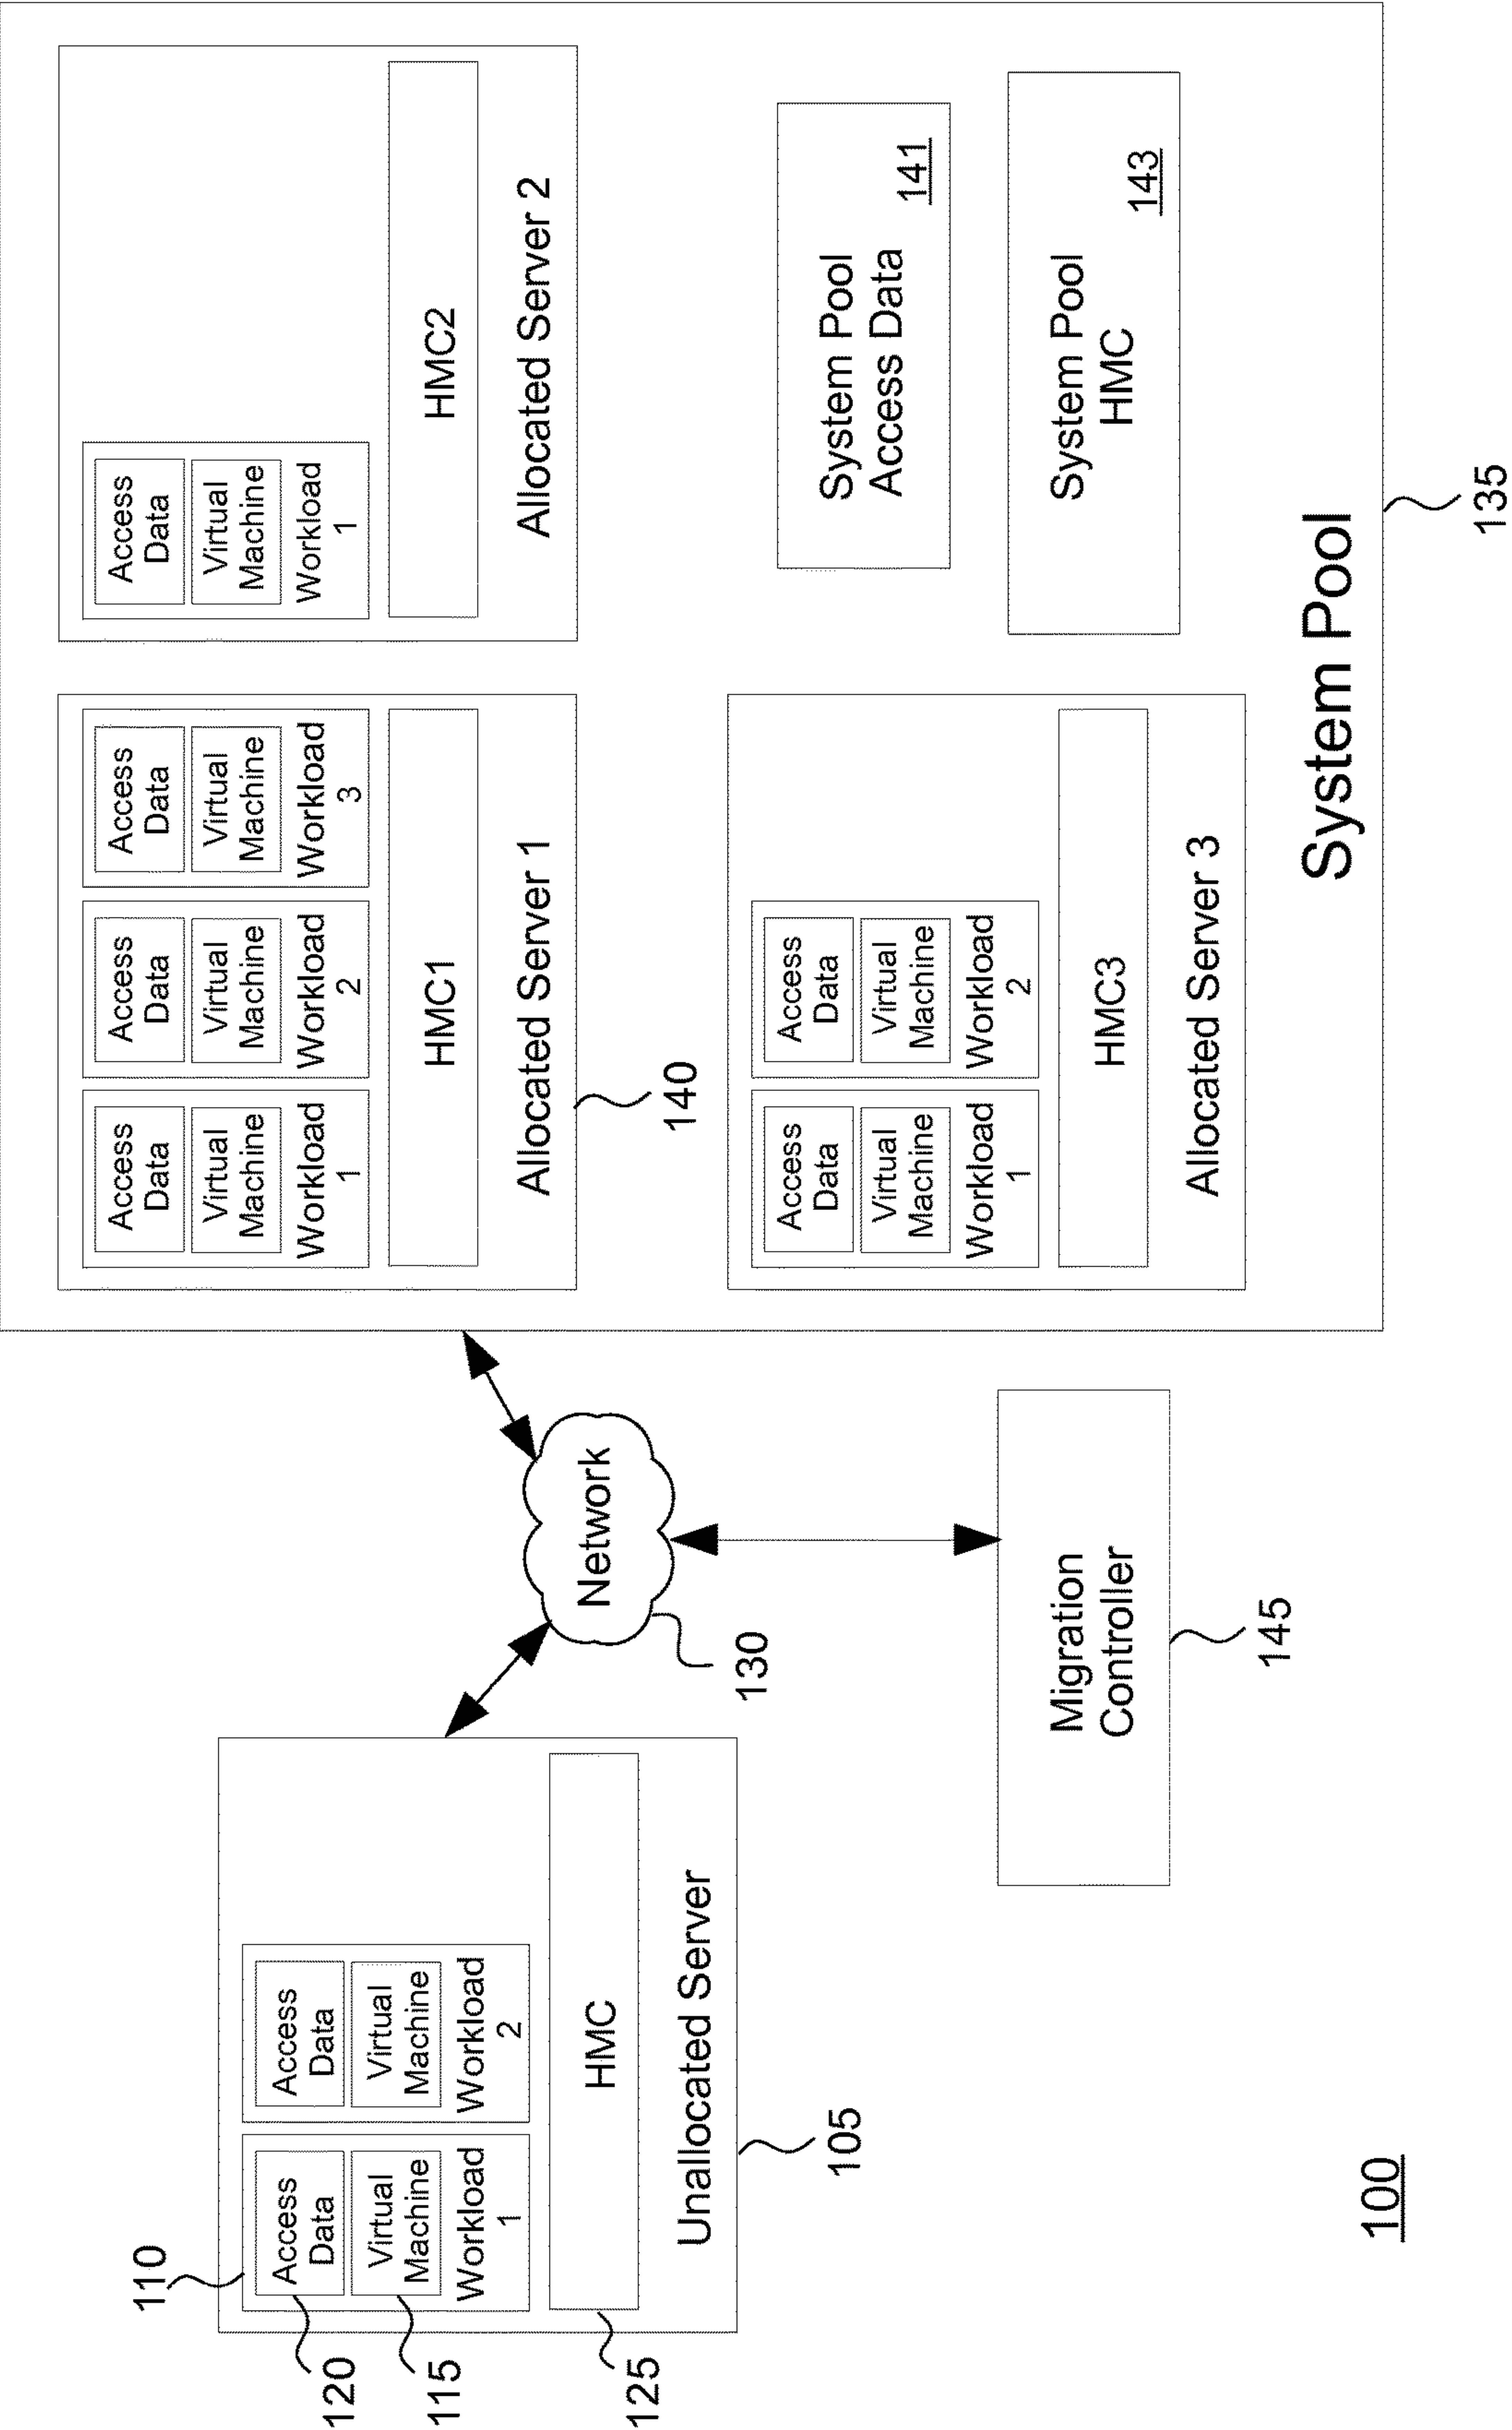 110
120
115
125
Access
Data
Virtual
Machine
Workload
1
Access
Data
Virtual
Machine
Workload
2
HMC
Unallocated Server
105
Network
130
Migration
Controller
145
Access
Data
Virtual
Machine
Workload
1
Access
Data
Virtual
Machine
Workload
2
Access
Data
Virtual
Machine
Workload
3
HMC1
Allocated Server 1
140
Access
Data
Virtual
Machine
Workload
1
HMC2
Allocated Server 2
Access
Data
Virtual
Machine
Workload
1
Access
Data
Virtual
Machine
Workload
2
HMC3
Allocated Server 3
System Pool
Access Data
141
System Pool
HMC
143
System Pool
135
100